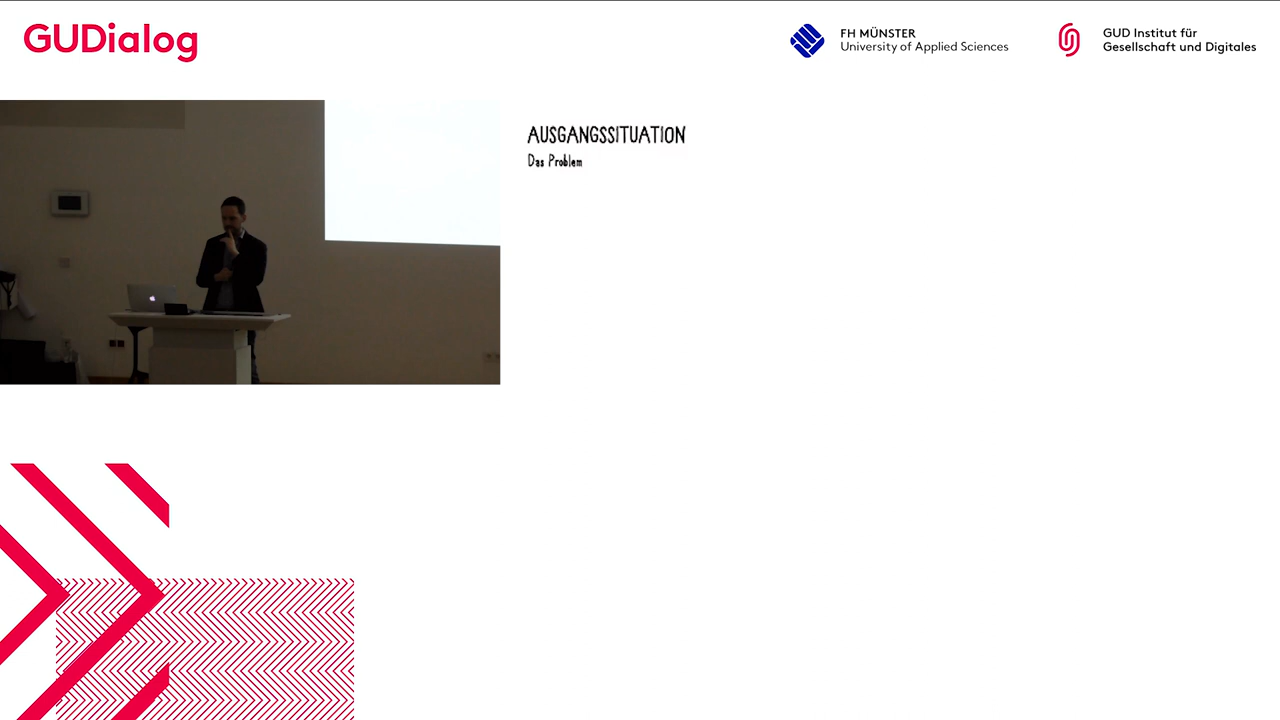 GUDialog
FH MÜNSTER
University of Applied Sciences
GUD Institut für
Gesellschaft und Digitales
AUSGANGSSITUATION
Das Problem